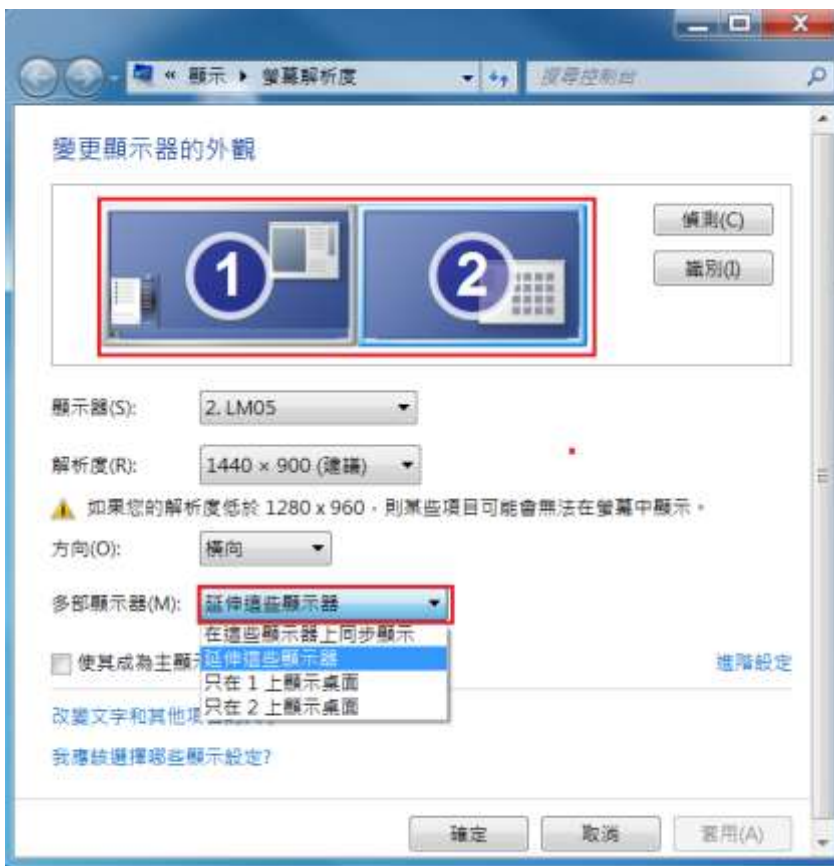 « 顯示 ▸ 螢幕解析度
搜尋控制台
變更顯示器的外觀
1
2
偵測(C)
識別(I)
顯示器(S):
2. LM05
解析度(R):
1440 × 900 (建議)
如果您的解析度低於 1280 x 960，則某些項目可能會無法在螢幕中顯示。
方向(O):
橫向
多部顯示器(M):
延伸這些顯示器
在這些顯示器上同步顯示
延伸這些顯示器
只在 1 上顯示桌面
只在 2 上顯示桌面
使其成為主顯
進階設定
改變文字和其他
我應該選擇哪些顯示設定?
確定
取消
套用(A)